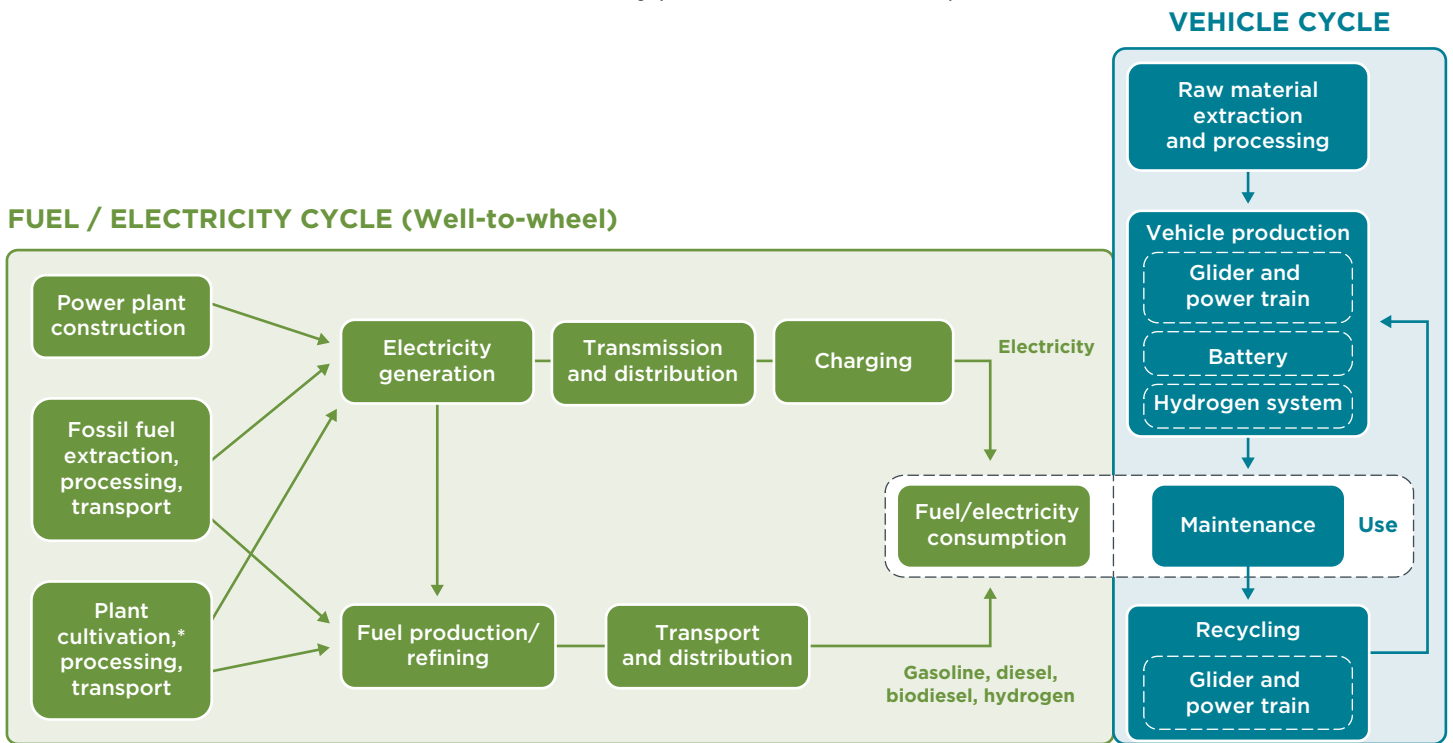 VEHICLE CYCLE
Raw material
extraction
and processing
Vehicle production
Glider and
power train
Battery
Hydrogen system
FUEL / ELECTRICITY CYCLE (Well-to-wheel)
Power plant
construction
Electricity
generation
Transmission
and distribution
Charging
Electricity
Fossil fuel
extraction,
processing,
transport
Fuel/electricity
consumption
Maintenance
Use
Plant
cultivation,*
processing,
transport
Fuel production/
refining
Transport
and distribution
Gasoline, diesel,
biodiesel, hydrogen
Recycling
Glider and
power train